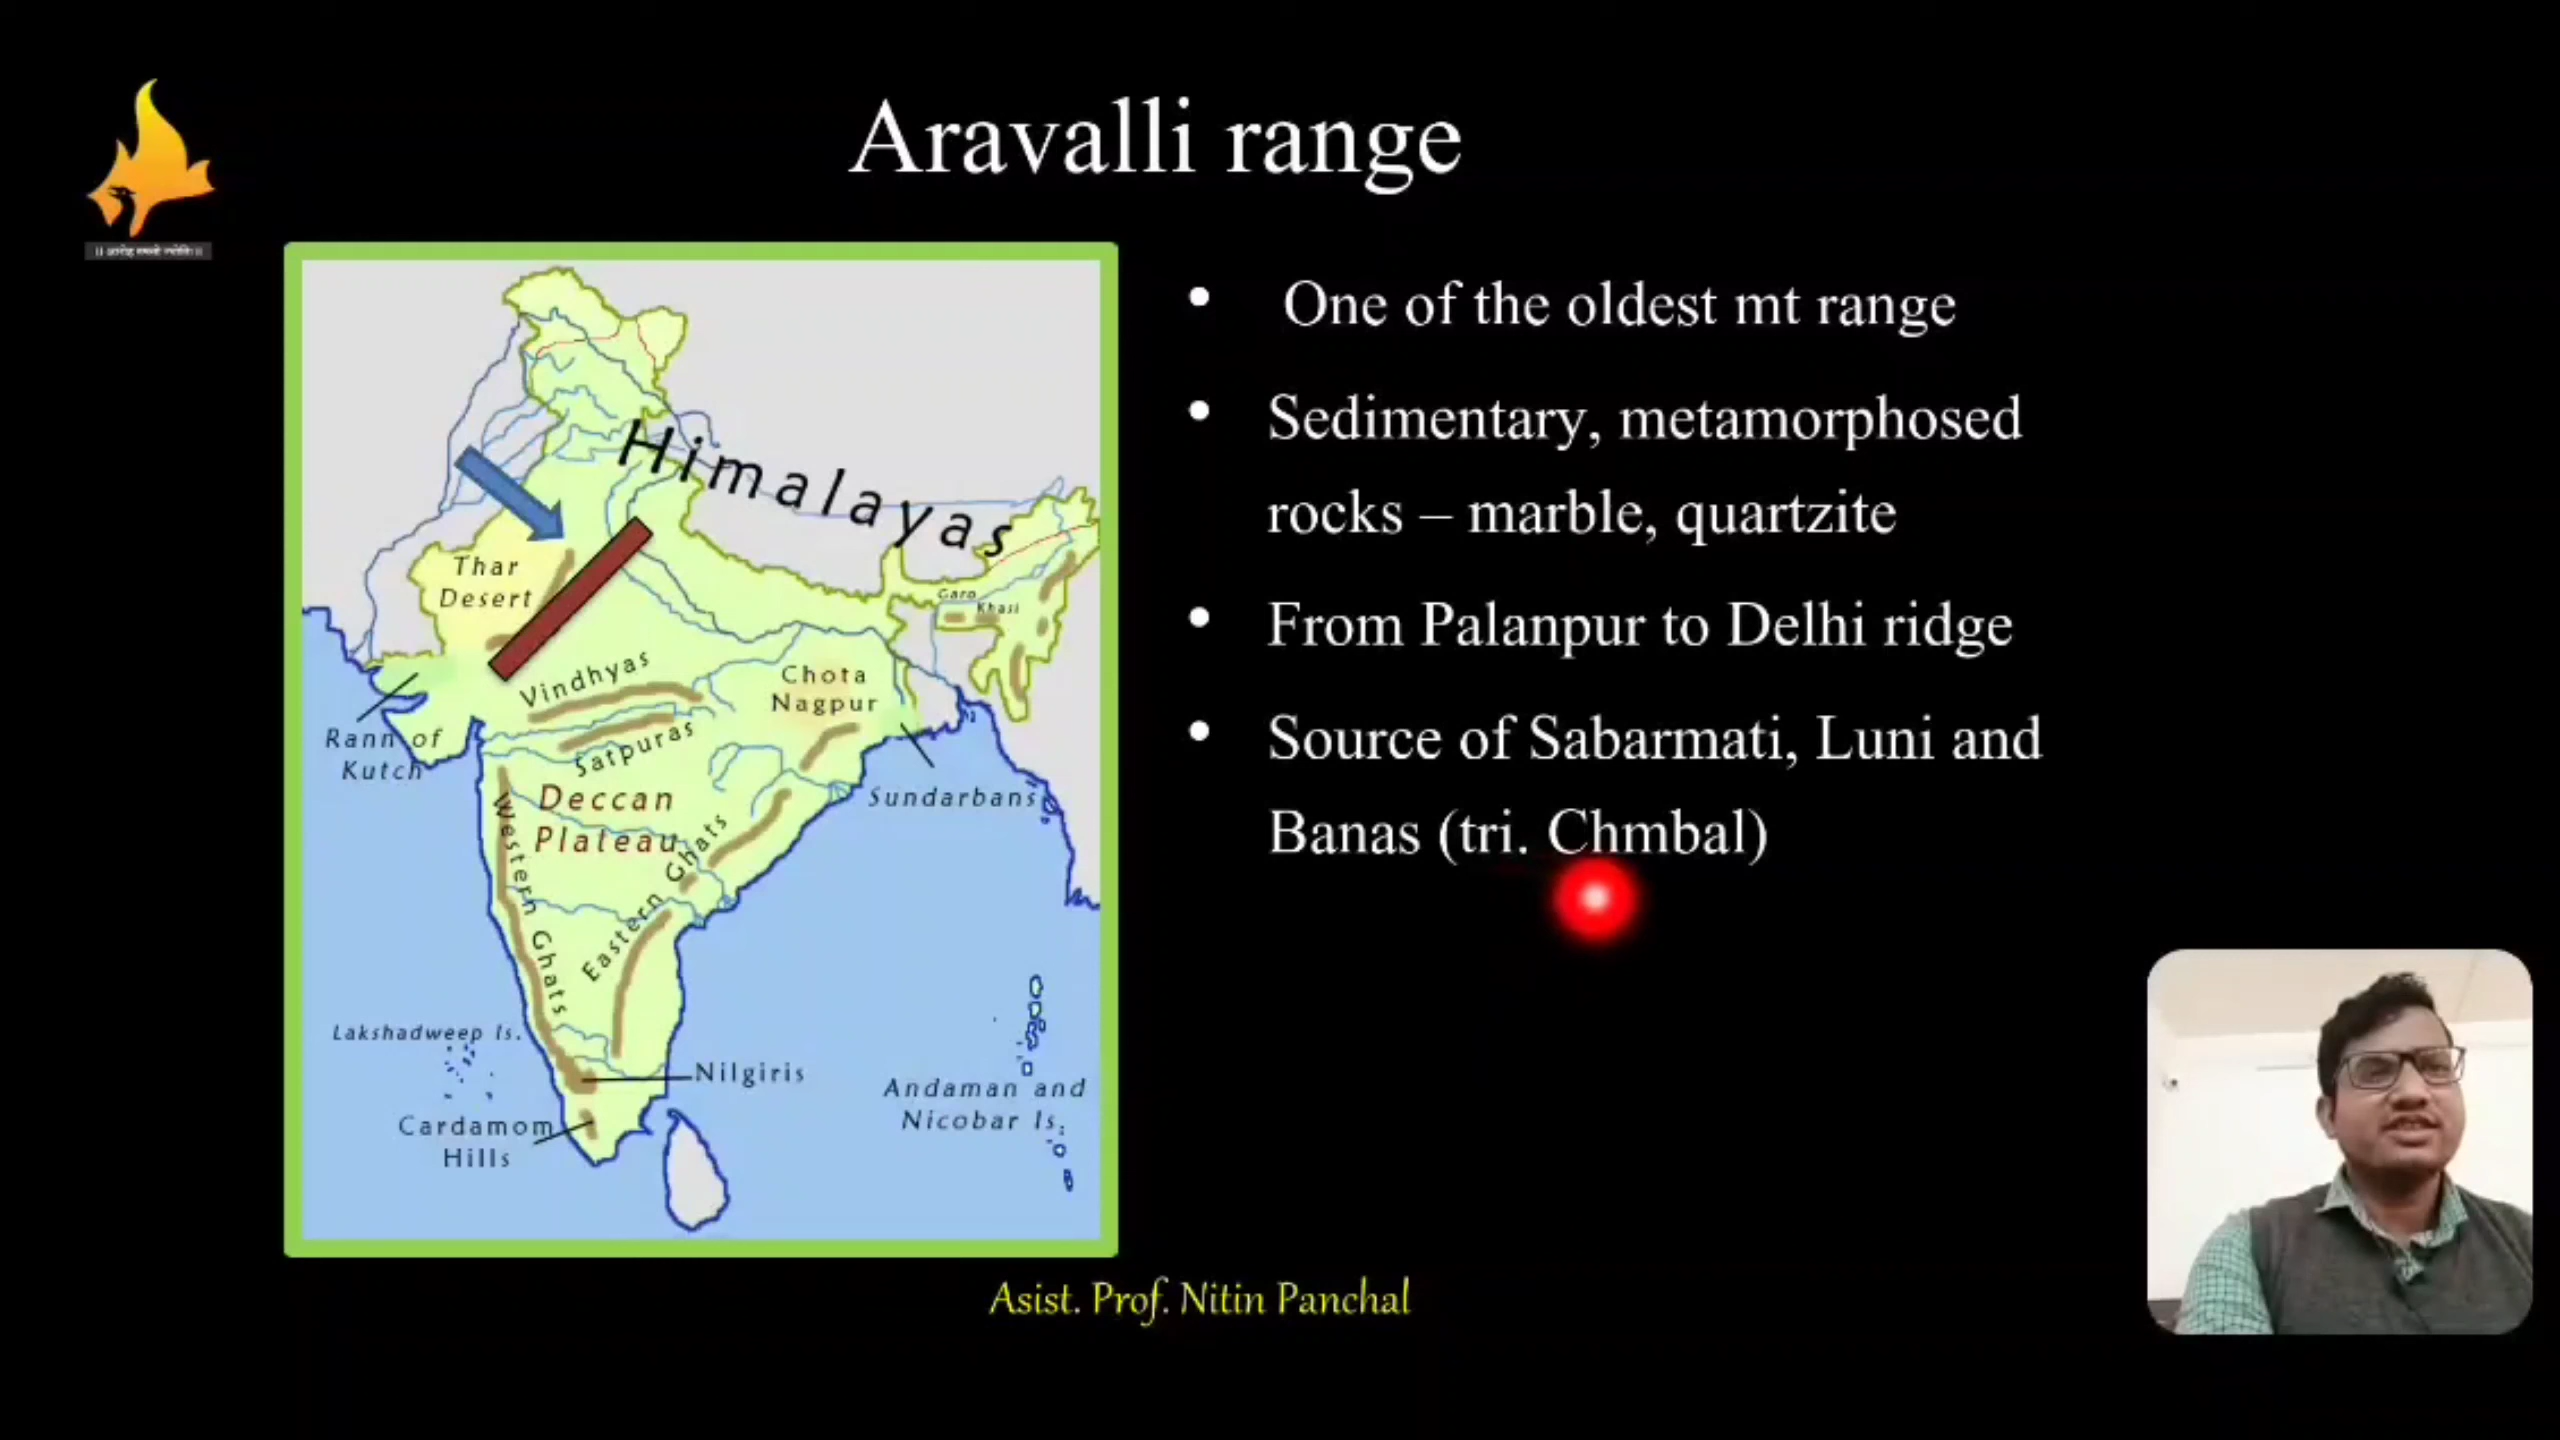 Aravalli range
One of the oldest mt range
Sedimentary, metamorphosed
rocks – marble, quartzite
From Palanpur to Delhi ridge
Source of Sabarmati, Luni and
Banas (tri. Chmbal)
Himalayas
Thar
Desert
Garo
Khasi
Vindhyas
Chota
Nagpur
Rann of
Kutch
Satpuras
Deccan
Plateau
Sundarbans
Western Ghats
Eastern Ghats
Lakshadweep Is.
Nilgiris
Andaman and
Nicobar Is.
Cardamom
Hills
Asist. Prof. Nitin Panchal